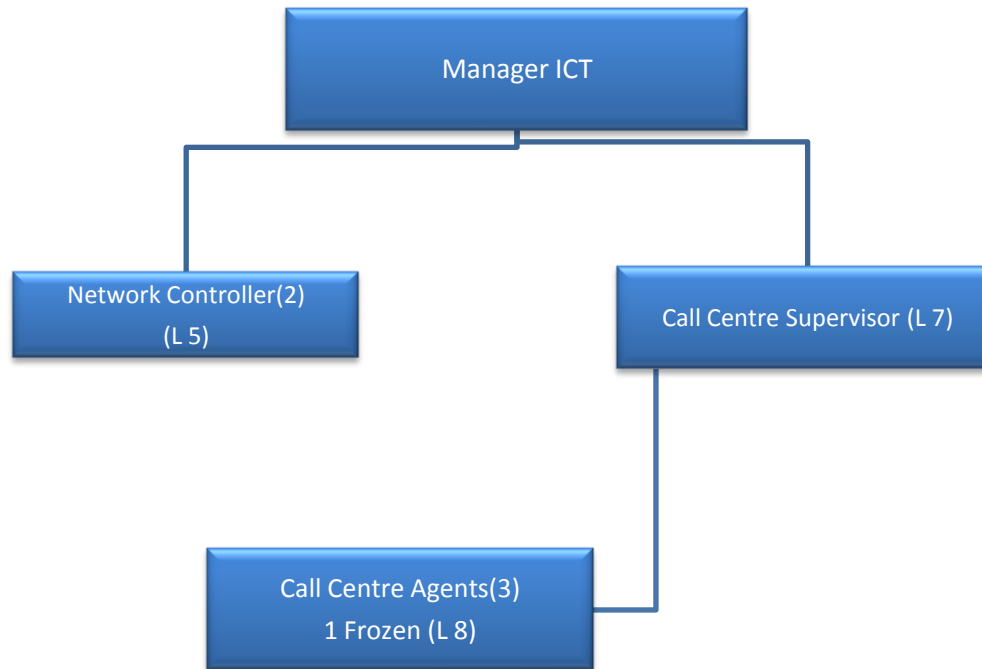 Manager ICT
Network Controller(2)
(L 5)
Call Centre Supervisor (L 7)
Call Centre Agents(3)
1 Frozen (L 8)